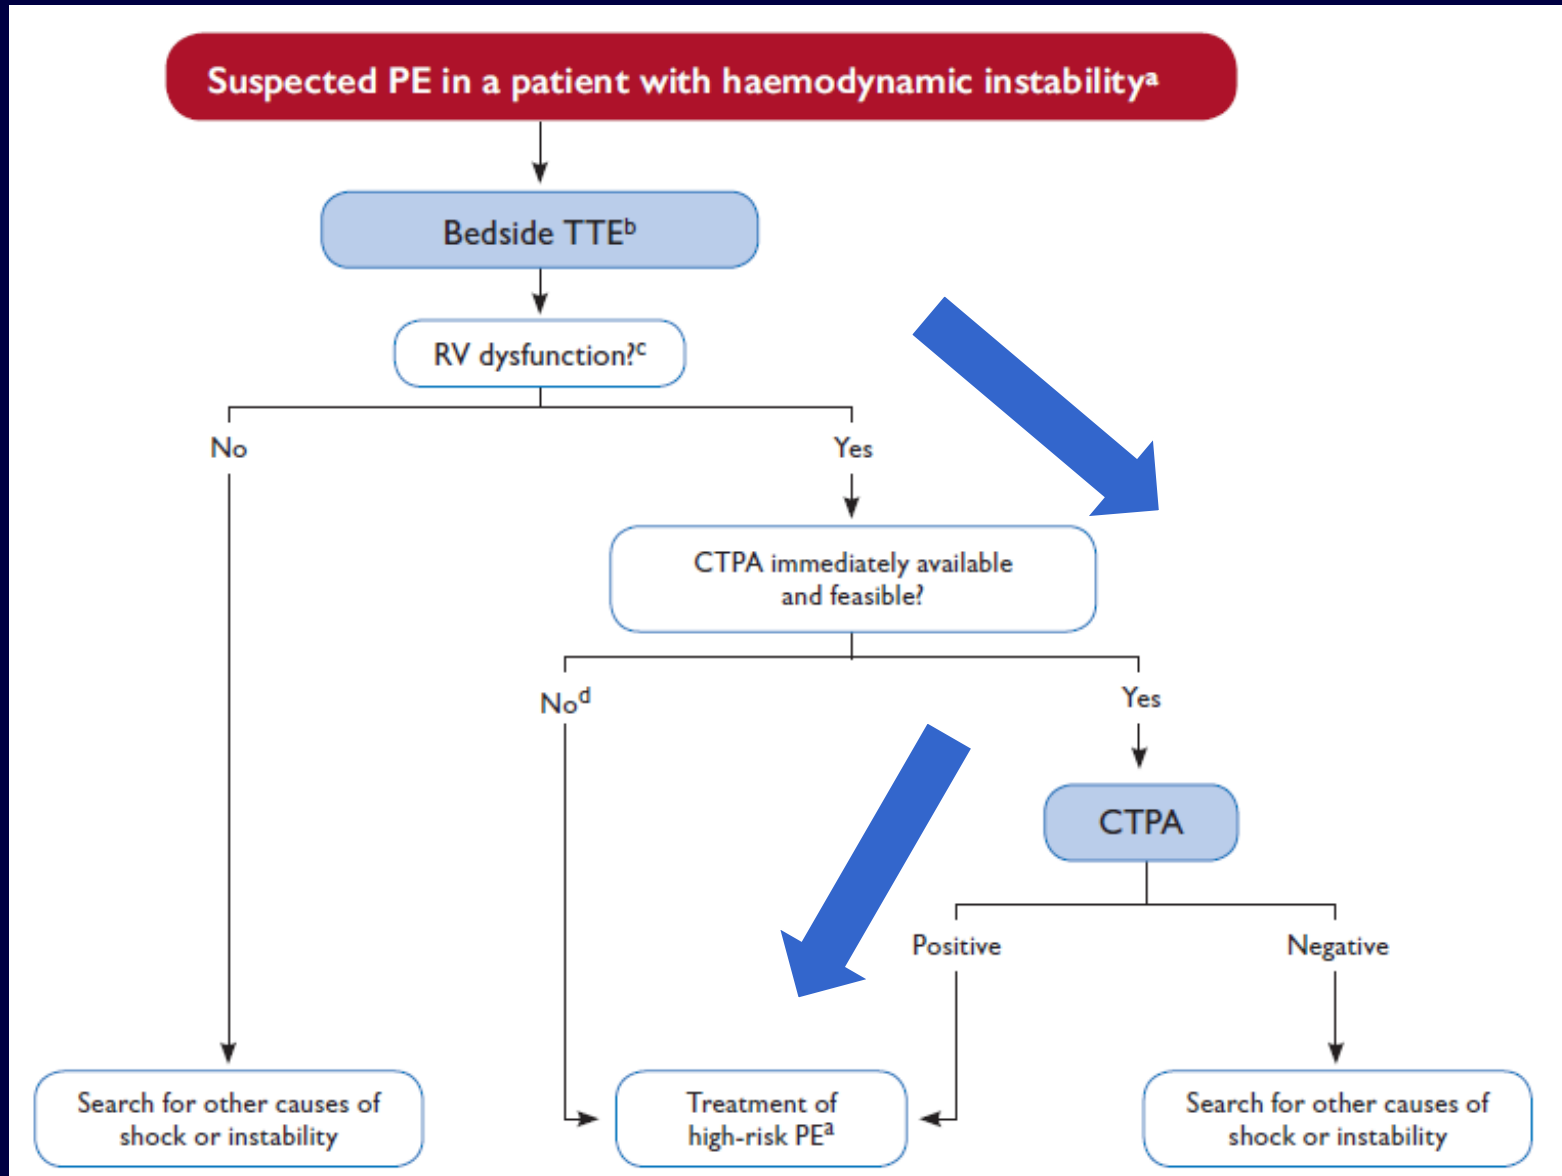 Suspected PE in a patient with haemodynamic instabilityᵃ
Bedside TTEᵇ
RV dysfunction?ᶜ
No
Yes
CTPA immediately available
and feasible?
Noᵈ
Yes
CTPA
Positive
Negative
Search for other causes of
shock or instability
Treatment of
high-risk PEᵃ
Search for other causes of
shock or instability